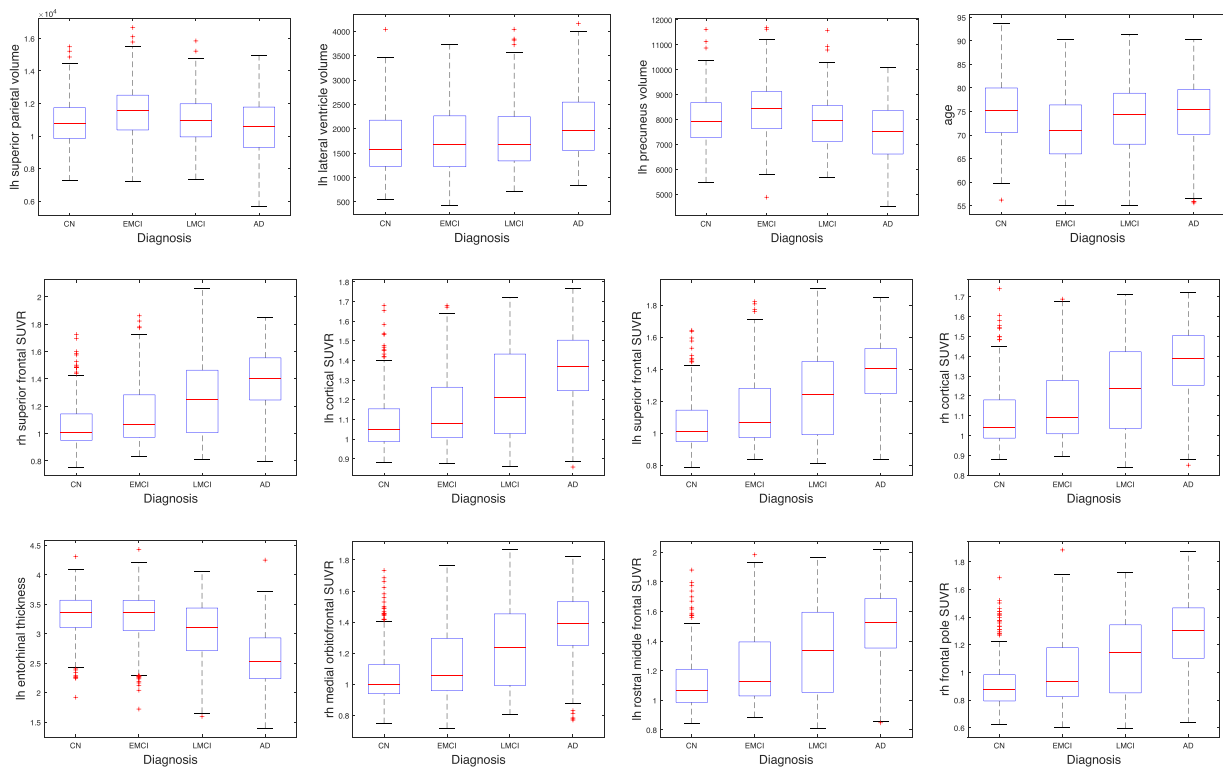 ×10⁴
lh superior parietal volume
1.6
1.4
1.2
1
0.8
0.6
CN EMCI LMCI AD
Diagnosis
lh lateral ventricle volume
4000
3500
3000
2500
2000
1500
1000
500
CN EMCI LMCI AD
Diagnosis
lh precuneus volume
12000
11000
10000
9000
8000
7000
6000
5000
CN EMCI LMCI AD
Diagnosis
age
95
90
85
80
75
70
65
60
55
CN EMCI LMCI AD
Diagnosis
rh superior frontal SUVR
2
1.8
1.6
1.4
1.2
1
0.8
CN EMCI LMCI AD
Diagnosis
lh cortical SUVR
1.8
1.7
1.6
1.5
1.4
1.3
1.2
1.1
1
0.9
CN EMCI LMCI AD
Diagnosis
lh superior frontal SUVR
1.8
1.6
1.4
1.2
1
0.8
CN EMCI LMCI AD
Diagnosis
rh cortical SUVR
1.7
1.6
1.5
1.4
1.3
1.2
1.1
1
0.9
0.8
CN EMCI LMCI AD
Diagnosis
lh entorhinal thickness
4.5
4
3.5
3
2.5
2
1.5
CN EMCI LMCI AD
Diagnosis
rh medial orbitofrontal SUVR
1.8
1.6
1.4
1.2
1
0.8
CN EMCI LMCI AD
Diagnosis
lh rostral middle frontal SUVR
2
1.8
1.6
1.4
1.2
1
0.8
CN EMCI LMCI AD
Diagnosis
rh frontal pole SUVR
1.8
1.6
1.4
1.2
1
0.8
0.6
CN EMCI LMCI AD
Diagnosis